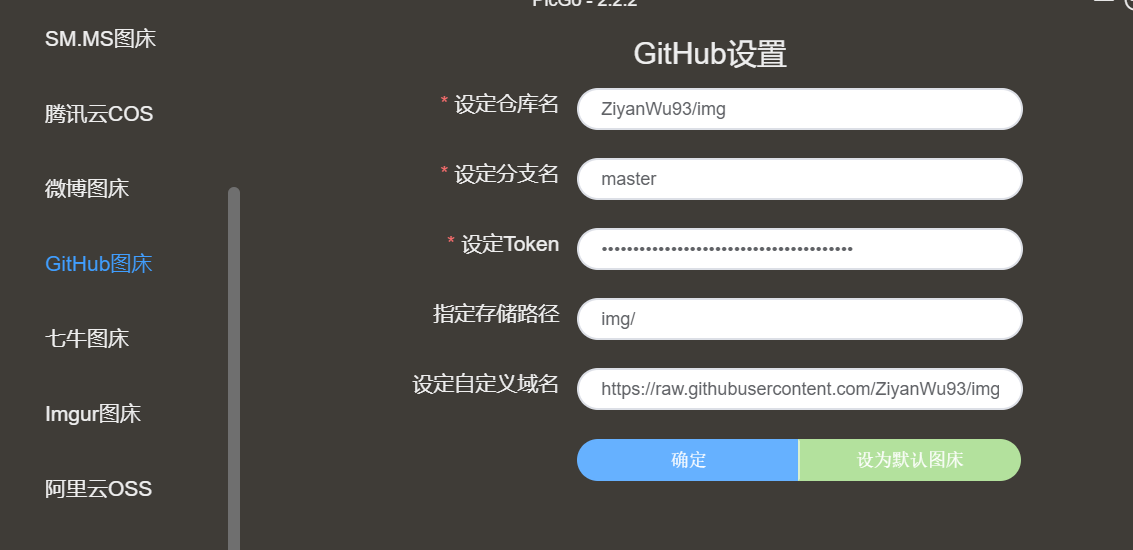 PicGo - 2.2.2
SM.MS图床
腾讯云COS
微博图床
GitHub图床
七牛图床
Imgur图床
阿里云OSS
GitHub设置
* 设定仓库名 ZiyanWu93/img
* 设定分支名 master
* 设定Token ••••••••••••••••••••••••••••••••••••••••
指定存储路径 img/
设定自定义域名 https://raw.githubusercontent.com/ZiyanWu93/img
确定 设为默认图床